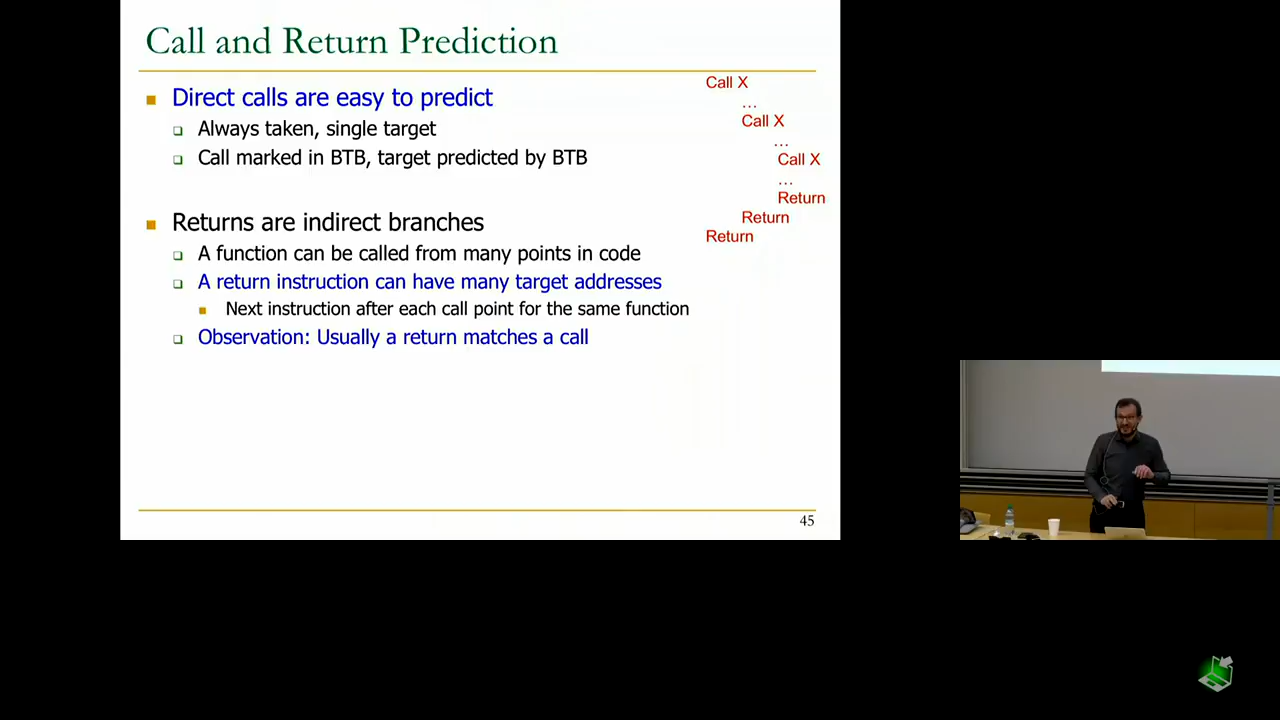 Call and Return Prediction
Direct calls are easy to predict
Always taken, single target
Call marked in BTB, target predicted by BTB
Returns are indirect branches
A function can be called from many points in code
A return instruction can have many target addresses
Next instruction after each call point for the same function
Observation: Usually a return matches a call
Call X
…
Call X
…
Call X
…
Return
Return
Return
45